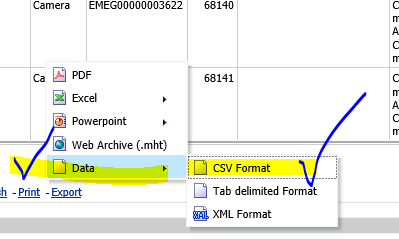 Camera EMEG00000003622 68140
Ca 68141
PDF
Excel
Powerpoint
Web Archive (.mht)
Data
CSV Format
Tab delimited Format
XML Format
Print - Export